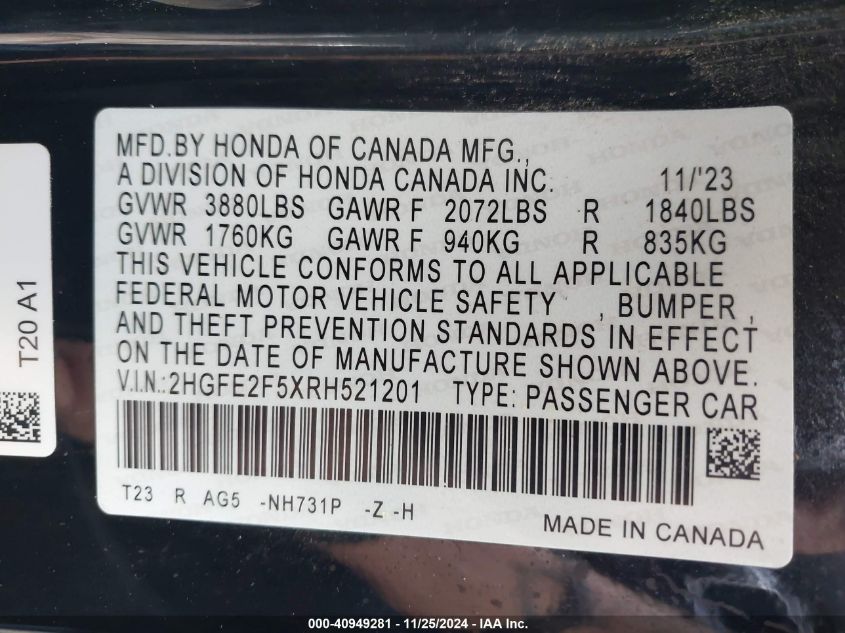 MFD.BY HONDA OF CANADA MFG.,
A DIVISION OF HONDA CANADA INC. 11/'23
GVWR 3880LBS GAWR F 2072LBS R 1840LBS
GVWR 1760KG GAWR F 940KG R 835KG
THIS VEHICLE CONFORMS TO ALL APPLICABLE
FEDERAL MOTOR VEHICLE SAFETY , BUMPER ,
AND THEFT PREVENTION STANDARDS IN EFFECT
ON THE DATE OF MANUFACTURE SHOWN ABOVE.
V.I.N.:2HGFE2F5XRH521201 TYPE: PASSENGER CAR
T23 R AG5 -NH731P -Z -H
MADE IN CANADA
T20 A1
000-40949281 - 11/25/2024 - IAA Inc.